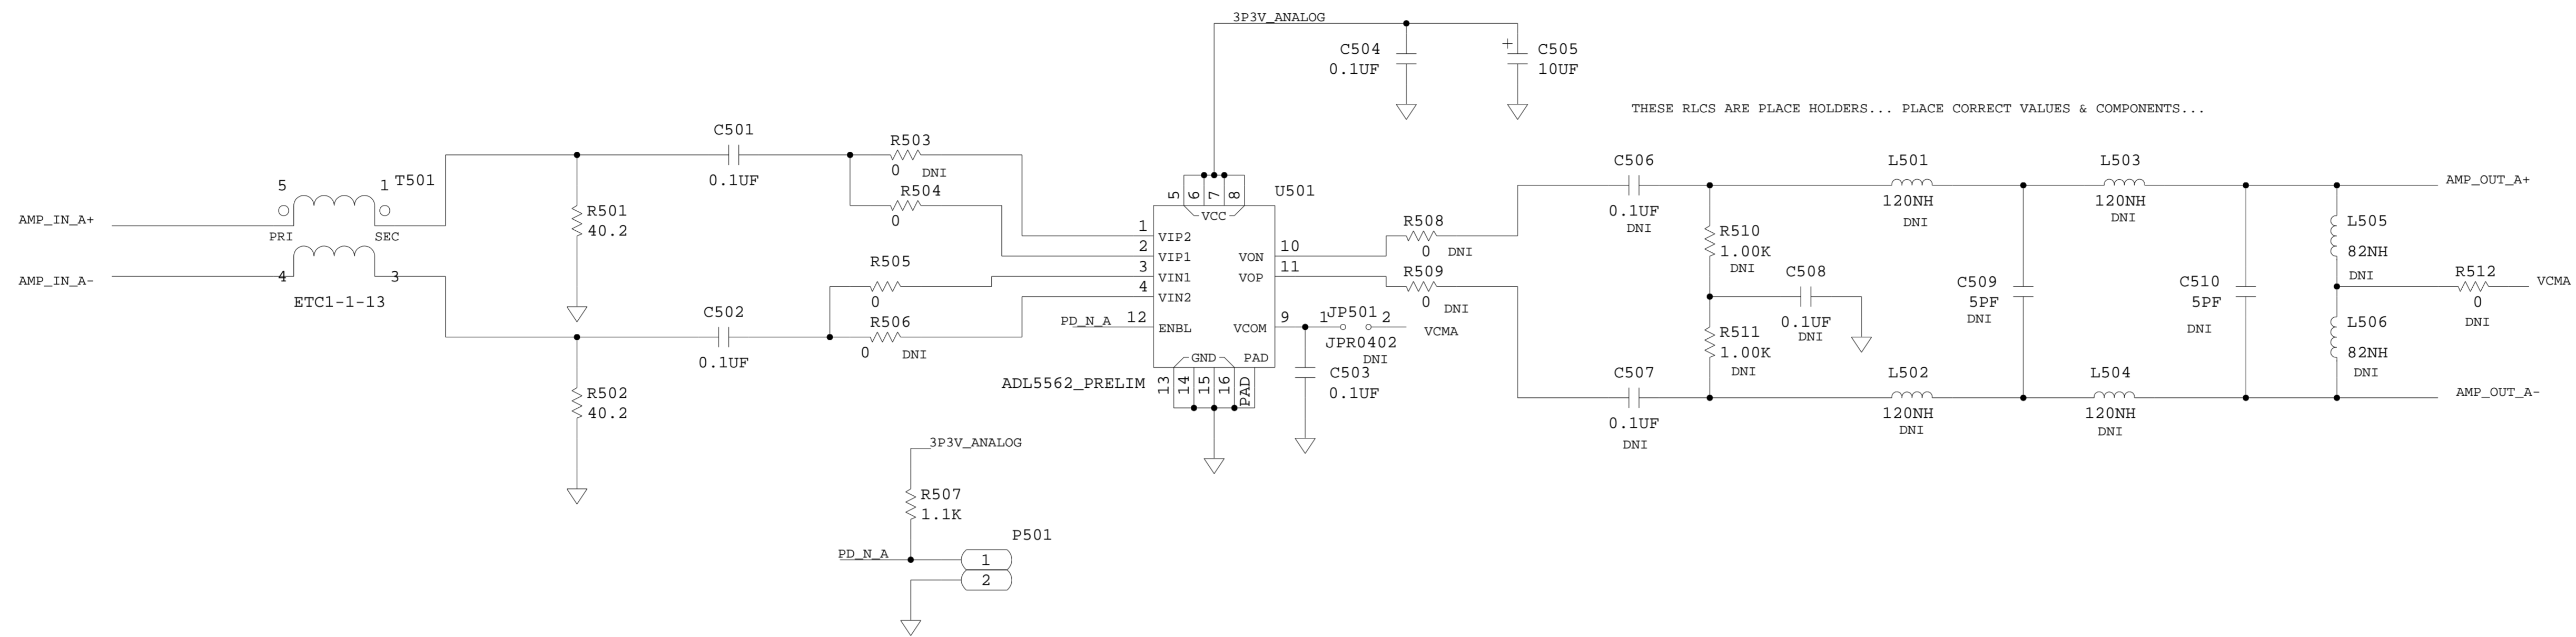 3P3V_ANALOG
C504
0.1UF
+
C505
10UF
THESE RLCS ARE PLACE HOLDERS... PLACE CORRECT VALUES & COMPONENTS...
AMP_IN_A+
AMP_IN_A-
5
1
T501
PRI
SEC
4
3
ETC1-1-13
R501
40.2
R502
40.2
C501
0.1UF
C502
0.1UF
R503
0 DNI
R504
0
R505
0
R506
0 DNI
U501
5
6
7
8
VCC
1 VIP2
2 VIP1
3 VIN1
4 VIN2
PD_N_A 12 ENBL
VON 10
VOP 11
VCOM 9
GND
PAD
13
14
15
16
PAD
ADL5562_PRELIM
1 JP501 2
VCMA
JPR0402
DNI
C503
0.1UF
R508
0 DNI
R509
0 DNI
C506
0.1UF
DNI
C507
0.1UF
DNI
R510
1.00K
DNI
R511
1.00K
DNI
C508
0.1UF
DNI
L501
120NH
DNI
L502
120NH
DNI
C509
5PF
DNI
L503
120NH
DNI
L504
120NH
DNI
C510
5PF
DNI
L505
82NH
DNI
L506
82NH
DNI
R512
0
DNI
VCMA
AMP_OUT_A+
AMP_OUT_A-
3P3V_ANALOG
R507
1.1K
PD_N_A
P501
1
2